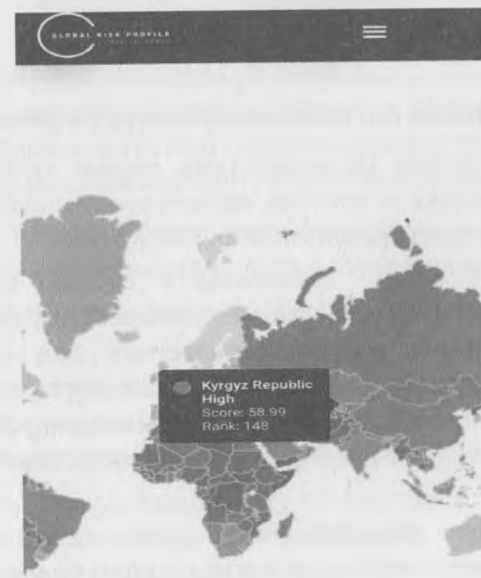 GLOBAL RISK PROFILE
Kyrgyz Republic
High
Score: 58.99
Rank: 148